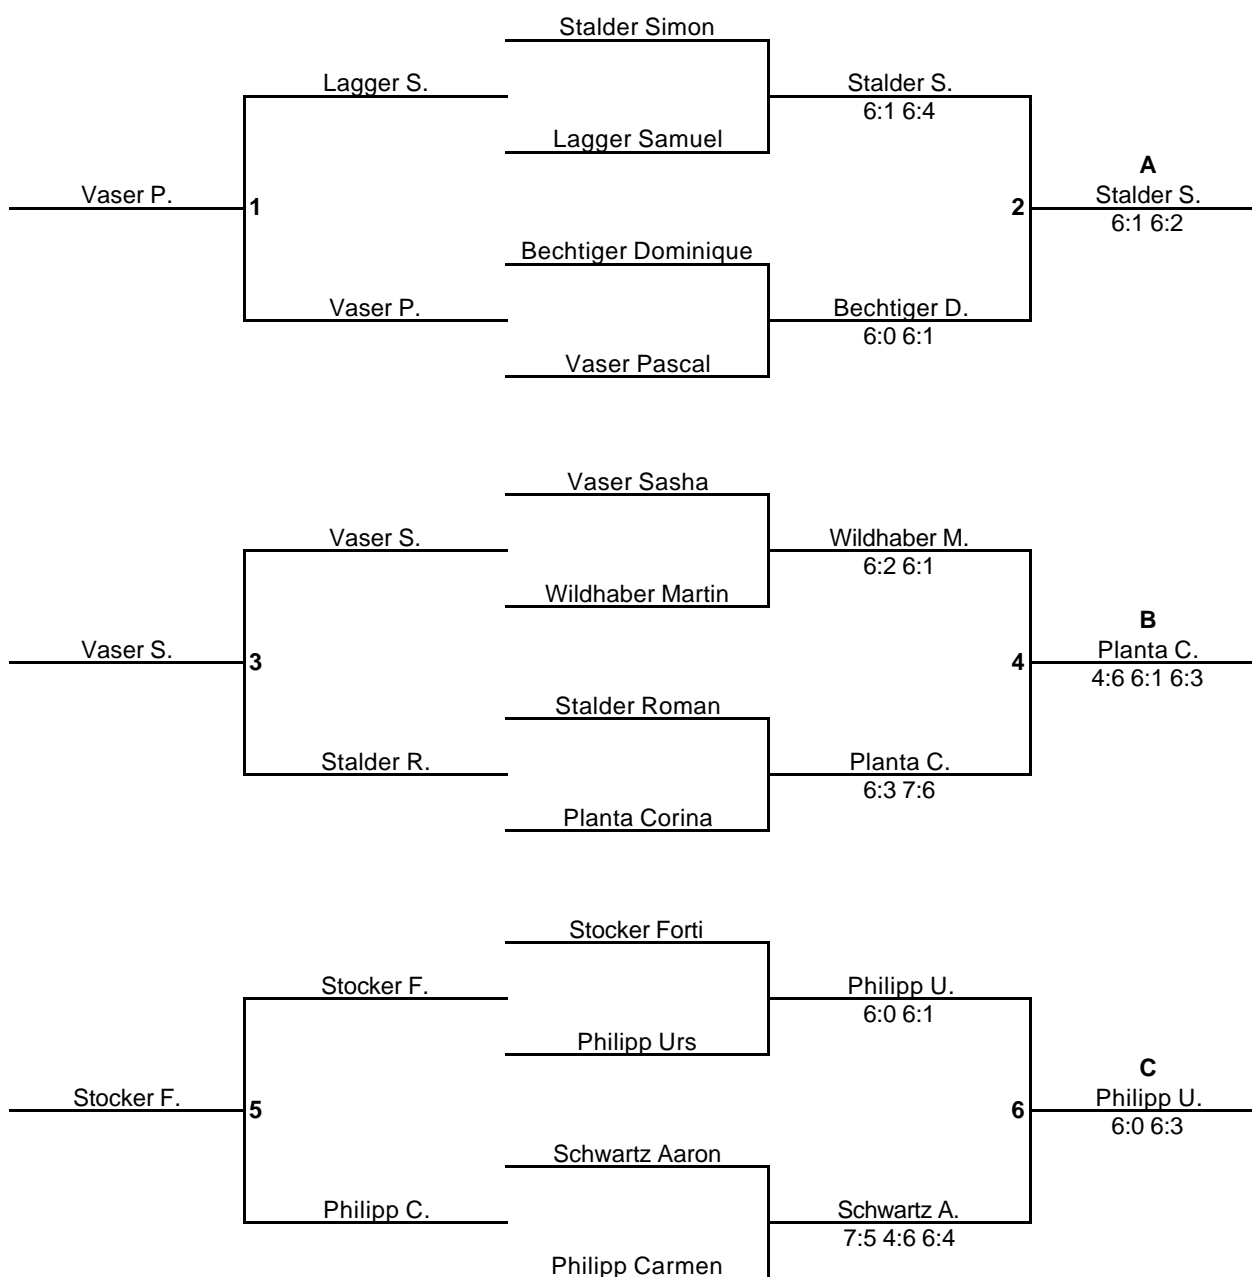 Stalder Simon
Lagger S.
Stalder S.
6:1 6:4
Lagger Samuel
A
Vaser P.
1
2
Stalder S.
6:1 6:2
Bechtiger Dominique
Vaser P.
Bechtiger D.
6:0 6:1
Vaser Pascal
Vaser Sasha
Vaser S.
Wildhaber M.
6:2 6:1
Wildhaber Martin
B
Vaser S.
3
4
Planta C.
4:6 6:1 6:3
Stalder Roman
Stalder R.
Planta C.
6:3 7:6
Planta Corina
Stocker Forti
Stocker F.
Philipp U.
6:0 6:1
Philipp Urs
C
Stocker F.
5
6
Philipp U.
6:0 6:3
Schwartz Aaron
Philipp C.
Schwartz A.
7:5 4:6 6:4
Philipp Carmen